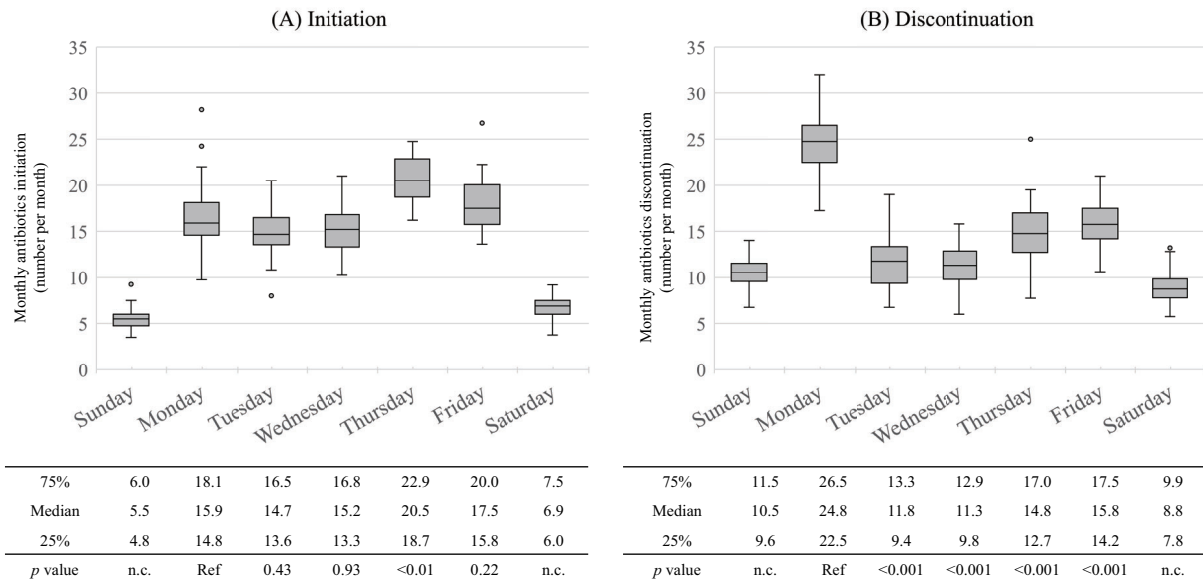 (A) Initiation
Monthly antibiotics initiation
(number per month)
35
30
25
20
15
10
5
0
Sunday Monday Tuesday Wednesday Thursday Friday Saturday
75% 6.0 18.1 16.5 16.8 22.9 20.0 7.5
Median 5.5 15.9 14.7 15.2 20.5 17.5 6.9
25% 4.8 14.8 13.6 13.3 18.7 15.8 6.0
p value n.c. Ref 0.43 0.93 <0.01 0.22 n.c.
(B) Discontinuation
Monthly antibiotics discontinuation
(number per month)
35
30
25
20
15
10
5
0
Sunday Monday Tuesday Wednesday Thursday Friday Saturday
75% 11.5 26.5 13.3 12.9 17.0 17.5 9.9
Median 10.5 24.8 11.8 11.3 14.8 15.8 8.8
25% 9.6 22.5 9.4 9.8 12.7 14.2 7.8
p value n.c. Ref <0.001 <0.001 <0.001 <0.001 n.c.